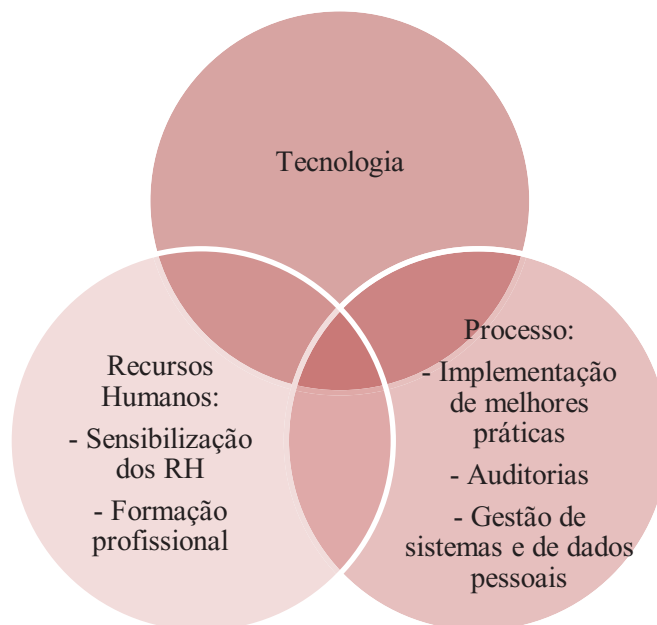 Tecnologia
Recursos
Humanos:
- Sensibilização
dos RH
- Formação
profissional
Processo:
- Implementação
de melhores
práticas
- Auditorias
- Gestão de
sistemas e de dados
pessoais